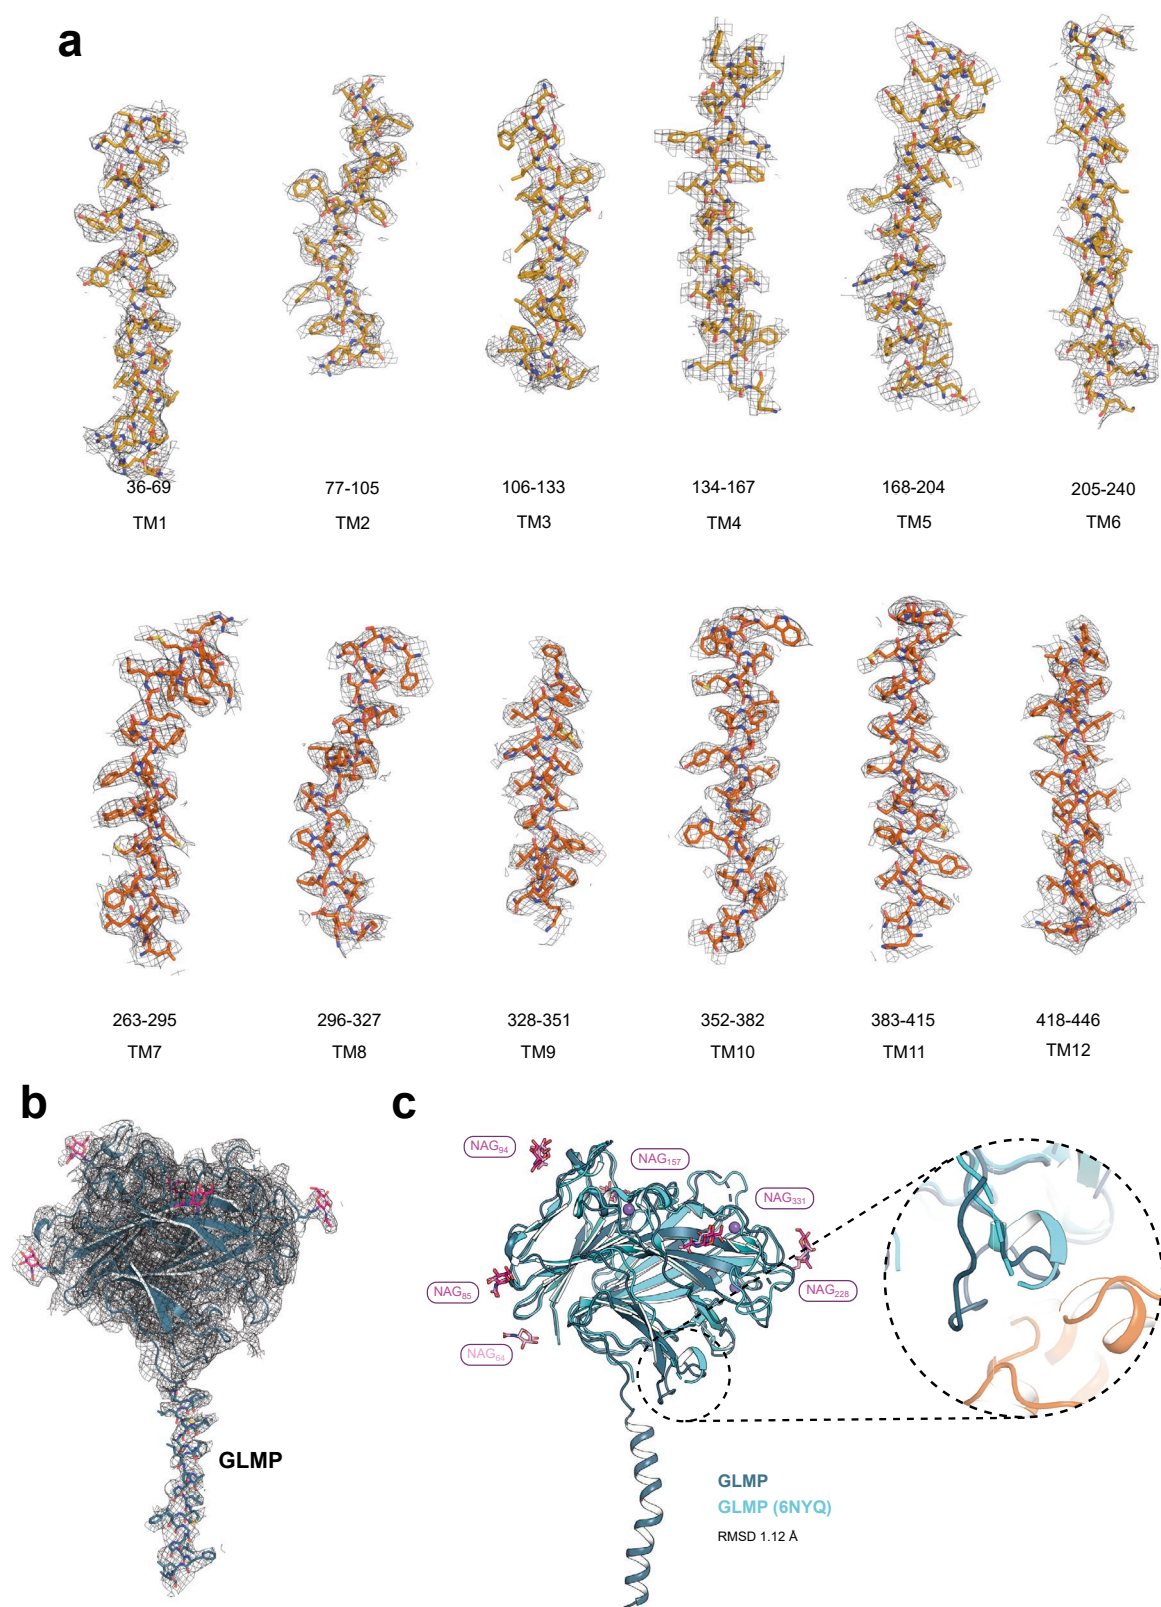 a
36-69 77-105 106-133 134-167 168-204 205-240
TM1 TM2 TM3 TM4 TM5 TM6
263-295 296-327 328-351 352-382 383-415 418-446
TM7 TM8 TM9 TM10 TM11 TM12
b
GLMP
c
NAG94
NAG157
NAG331
NAG85
NAG228
NAG64
GLMP
GLMP (6NYQ)
RMSD 1.12 Å